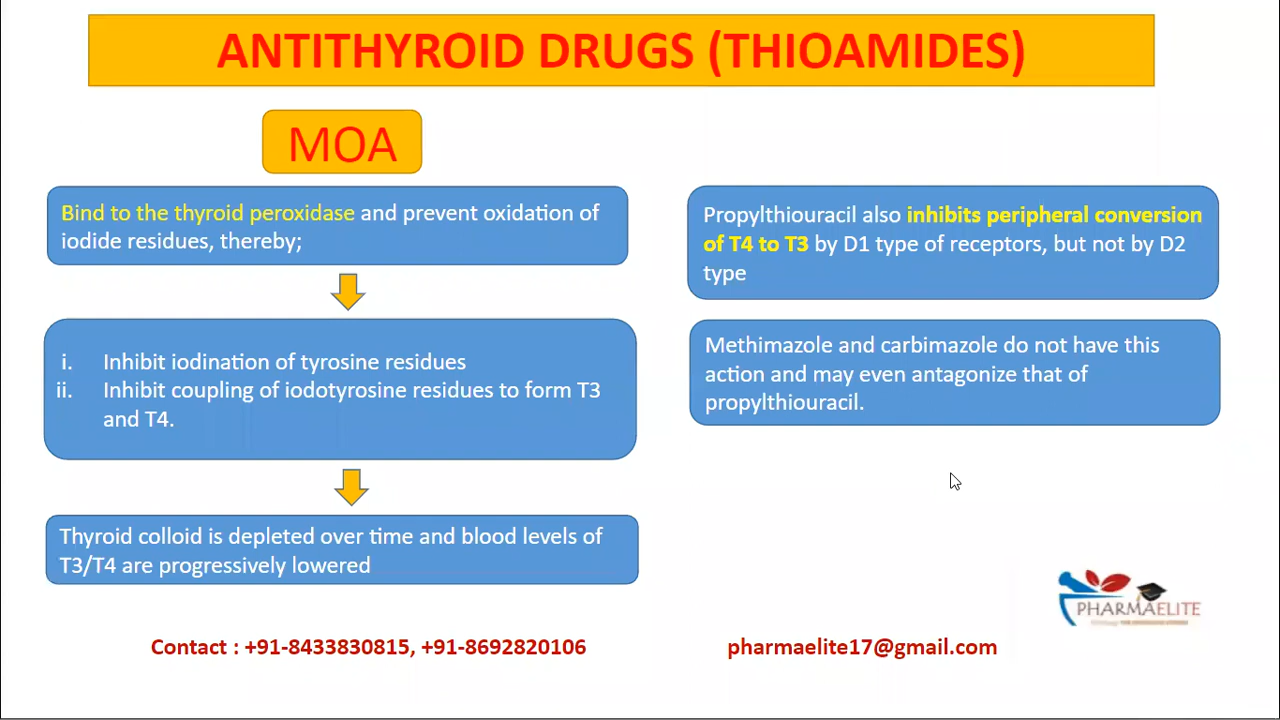 ANTITHYROID DRUGS (THIOAMIDES)
MOA
Bind to the thyroid peroxidase and prevent oxidation of
iodide residues, thereby;
i. Inhibit iodination of tyrosine residues
ii. Inhibit coupling of iodotyrosine residues to form T3
and T4.
Thyroid colloid is depleted over time and blood levels of
T3/T4 are progressively lowered
Propylthiouracil also inhibits peripheral conversion
of T4 to T3 by D1 type of receptors, but not by D2
type
Methimazole and carbimazole do not have this
action and may even antagonize that of
propylthiouracil.
PHARMAELITE
Contact : +91-8433830815, +91-8692820106
pharmaelite17@gmail.com